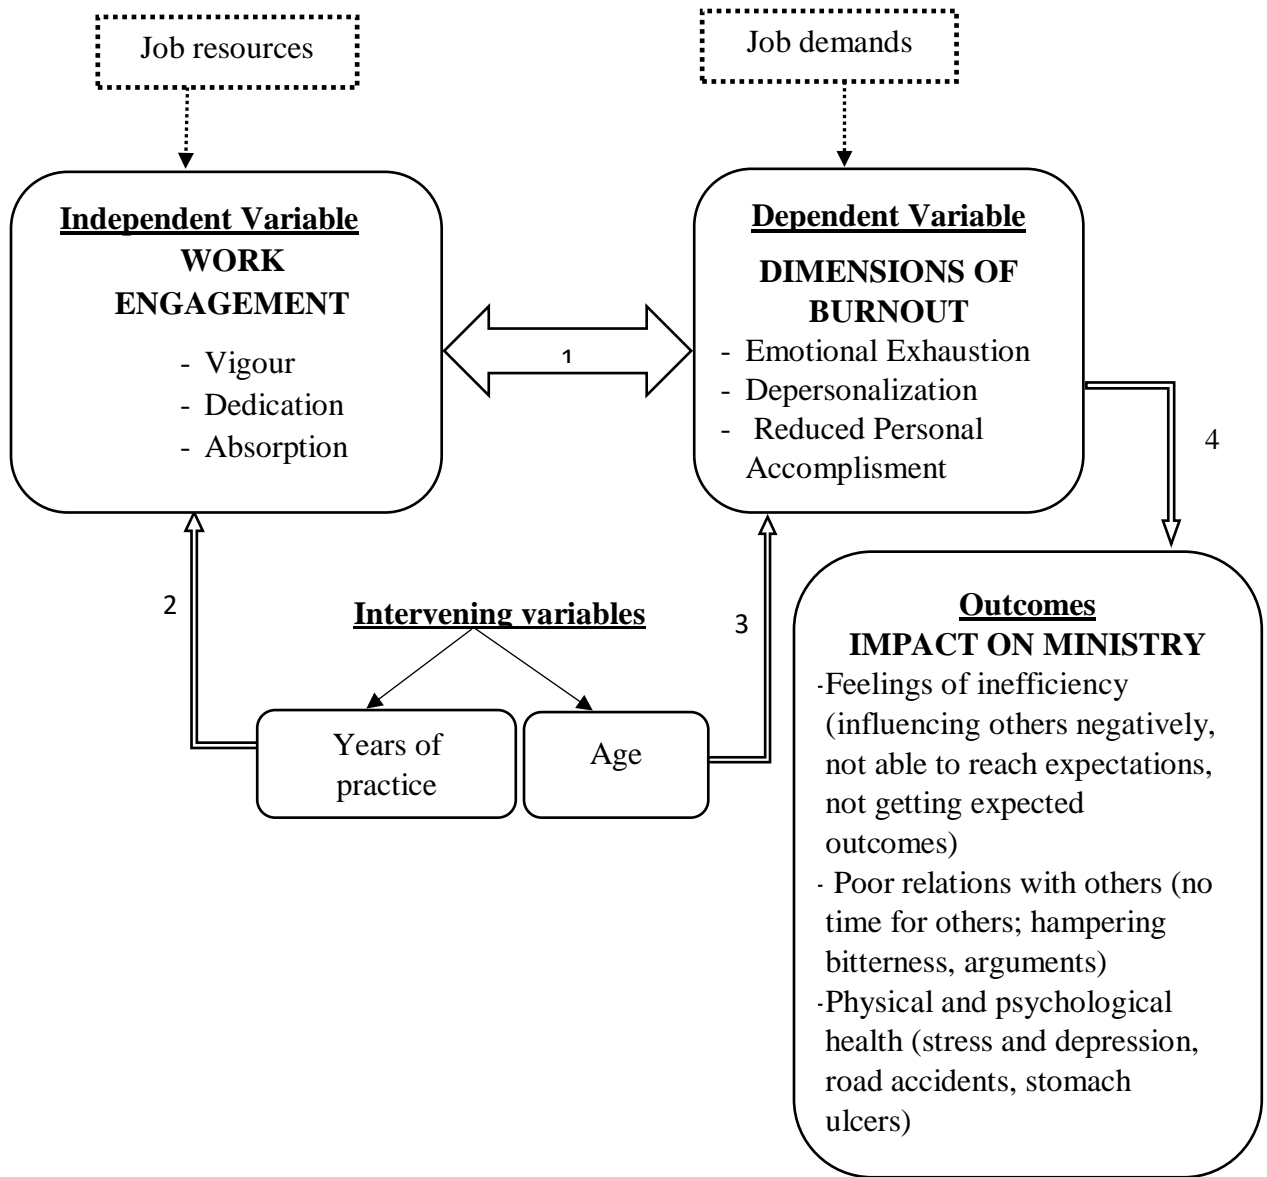 Job resources
Job demands
Independent Variable
WORK
ENGAGEMENT
- Vigour
- Dedication
- Absorption
1
Dependent Variable
DIMENSIONS OF
BURNOUT
- Emotional Exhaustion
- Depersonalization
- Reduced Personal
Accomplisment
4
2
Intervening variables
3
Years of
practice
Age
Outcomes
IMPACT ON MINISTRY
-Feelings of inefficiency
(influencing others negatively,
not able to reach expectations,
not getting expected
outcomes)
- Poor relations with others (no
time for others; hampering
bitterness, arguments)
-Physical and psychological
health (stress and depression,
road accidents, stomach
ulcers)